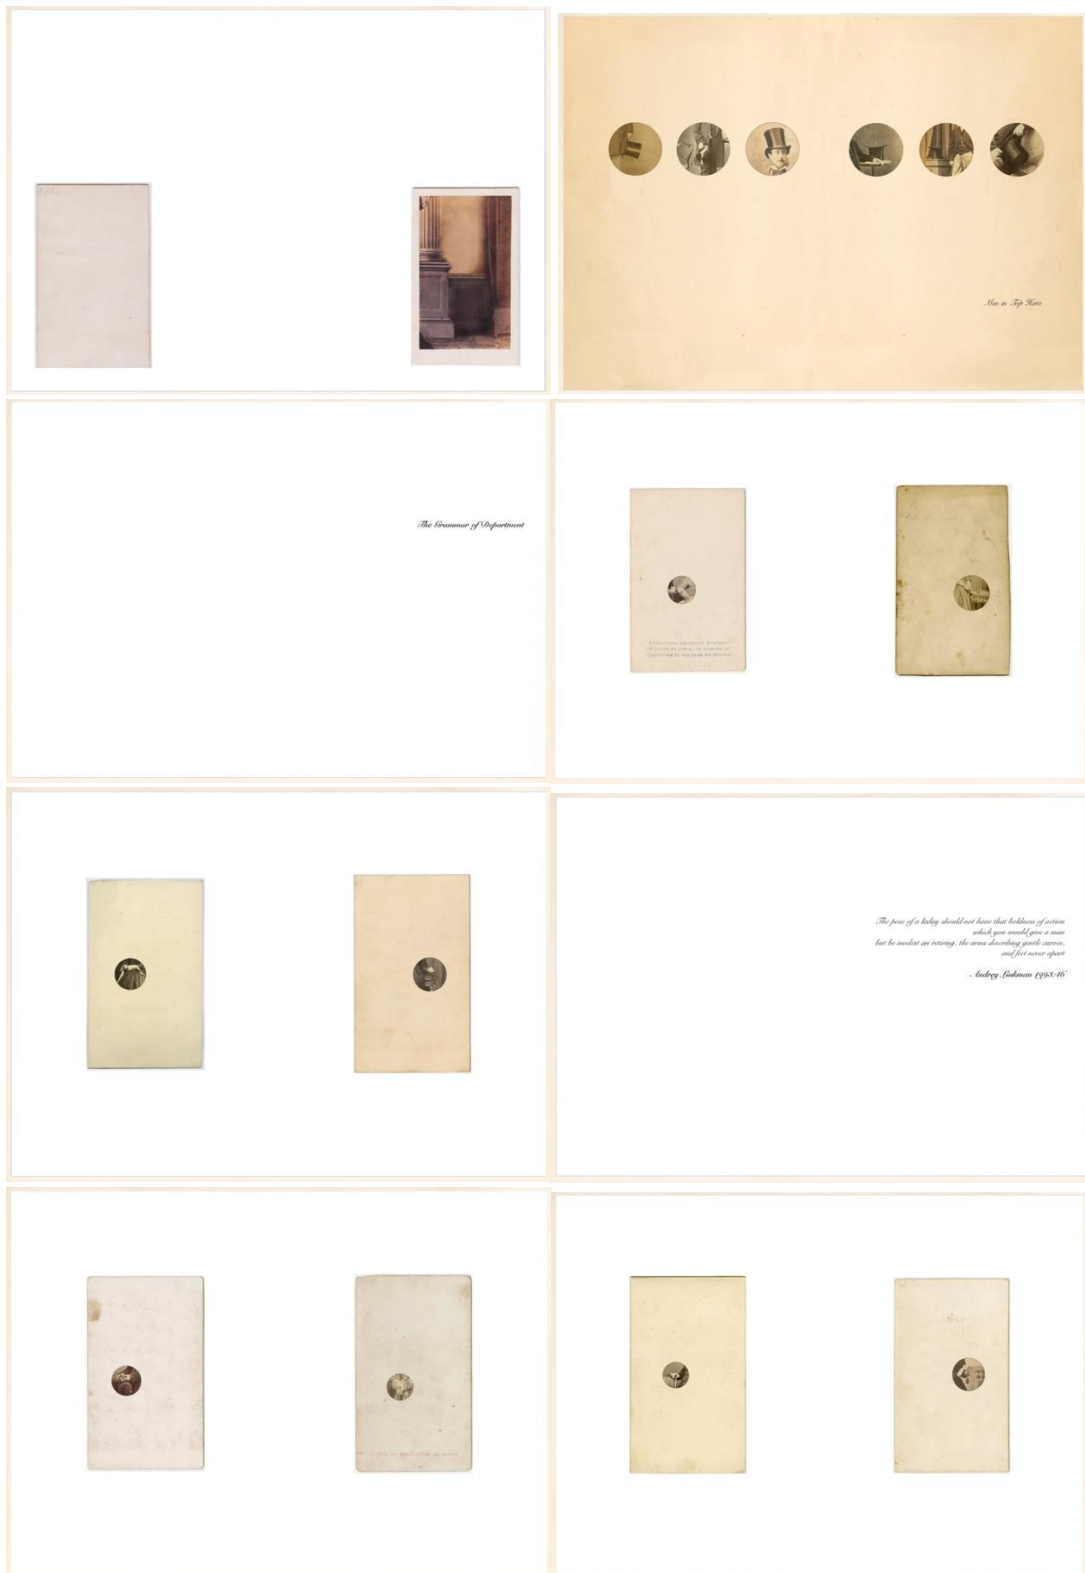 Men in Top Hats
The Grammar of Deportment
The pose of a laday should not have that boldness of action
which you would give a man
but be modest an retiring, the arms describing gentle curves,
and feet never apart
Audrey Linkman 1993:46